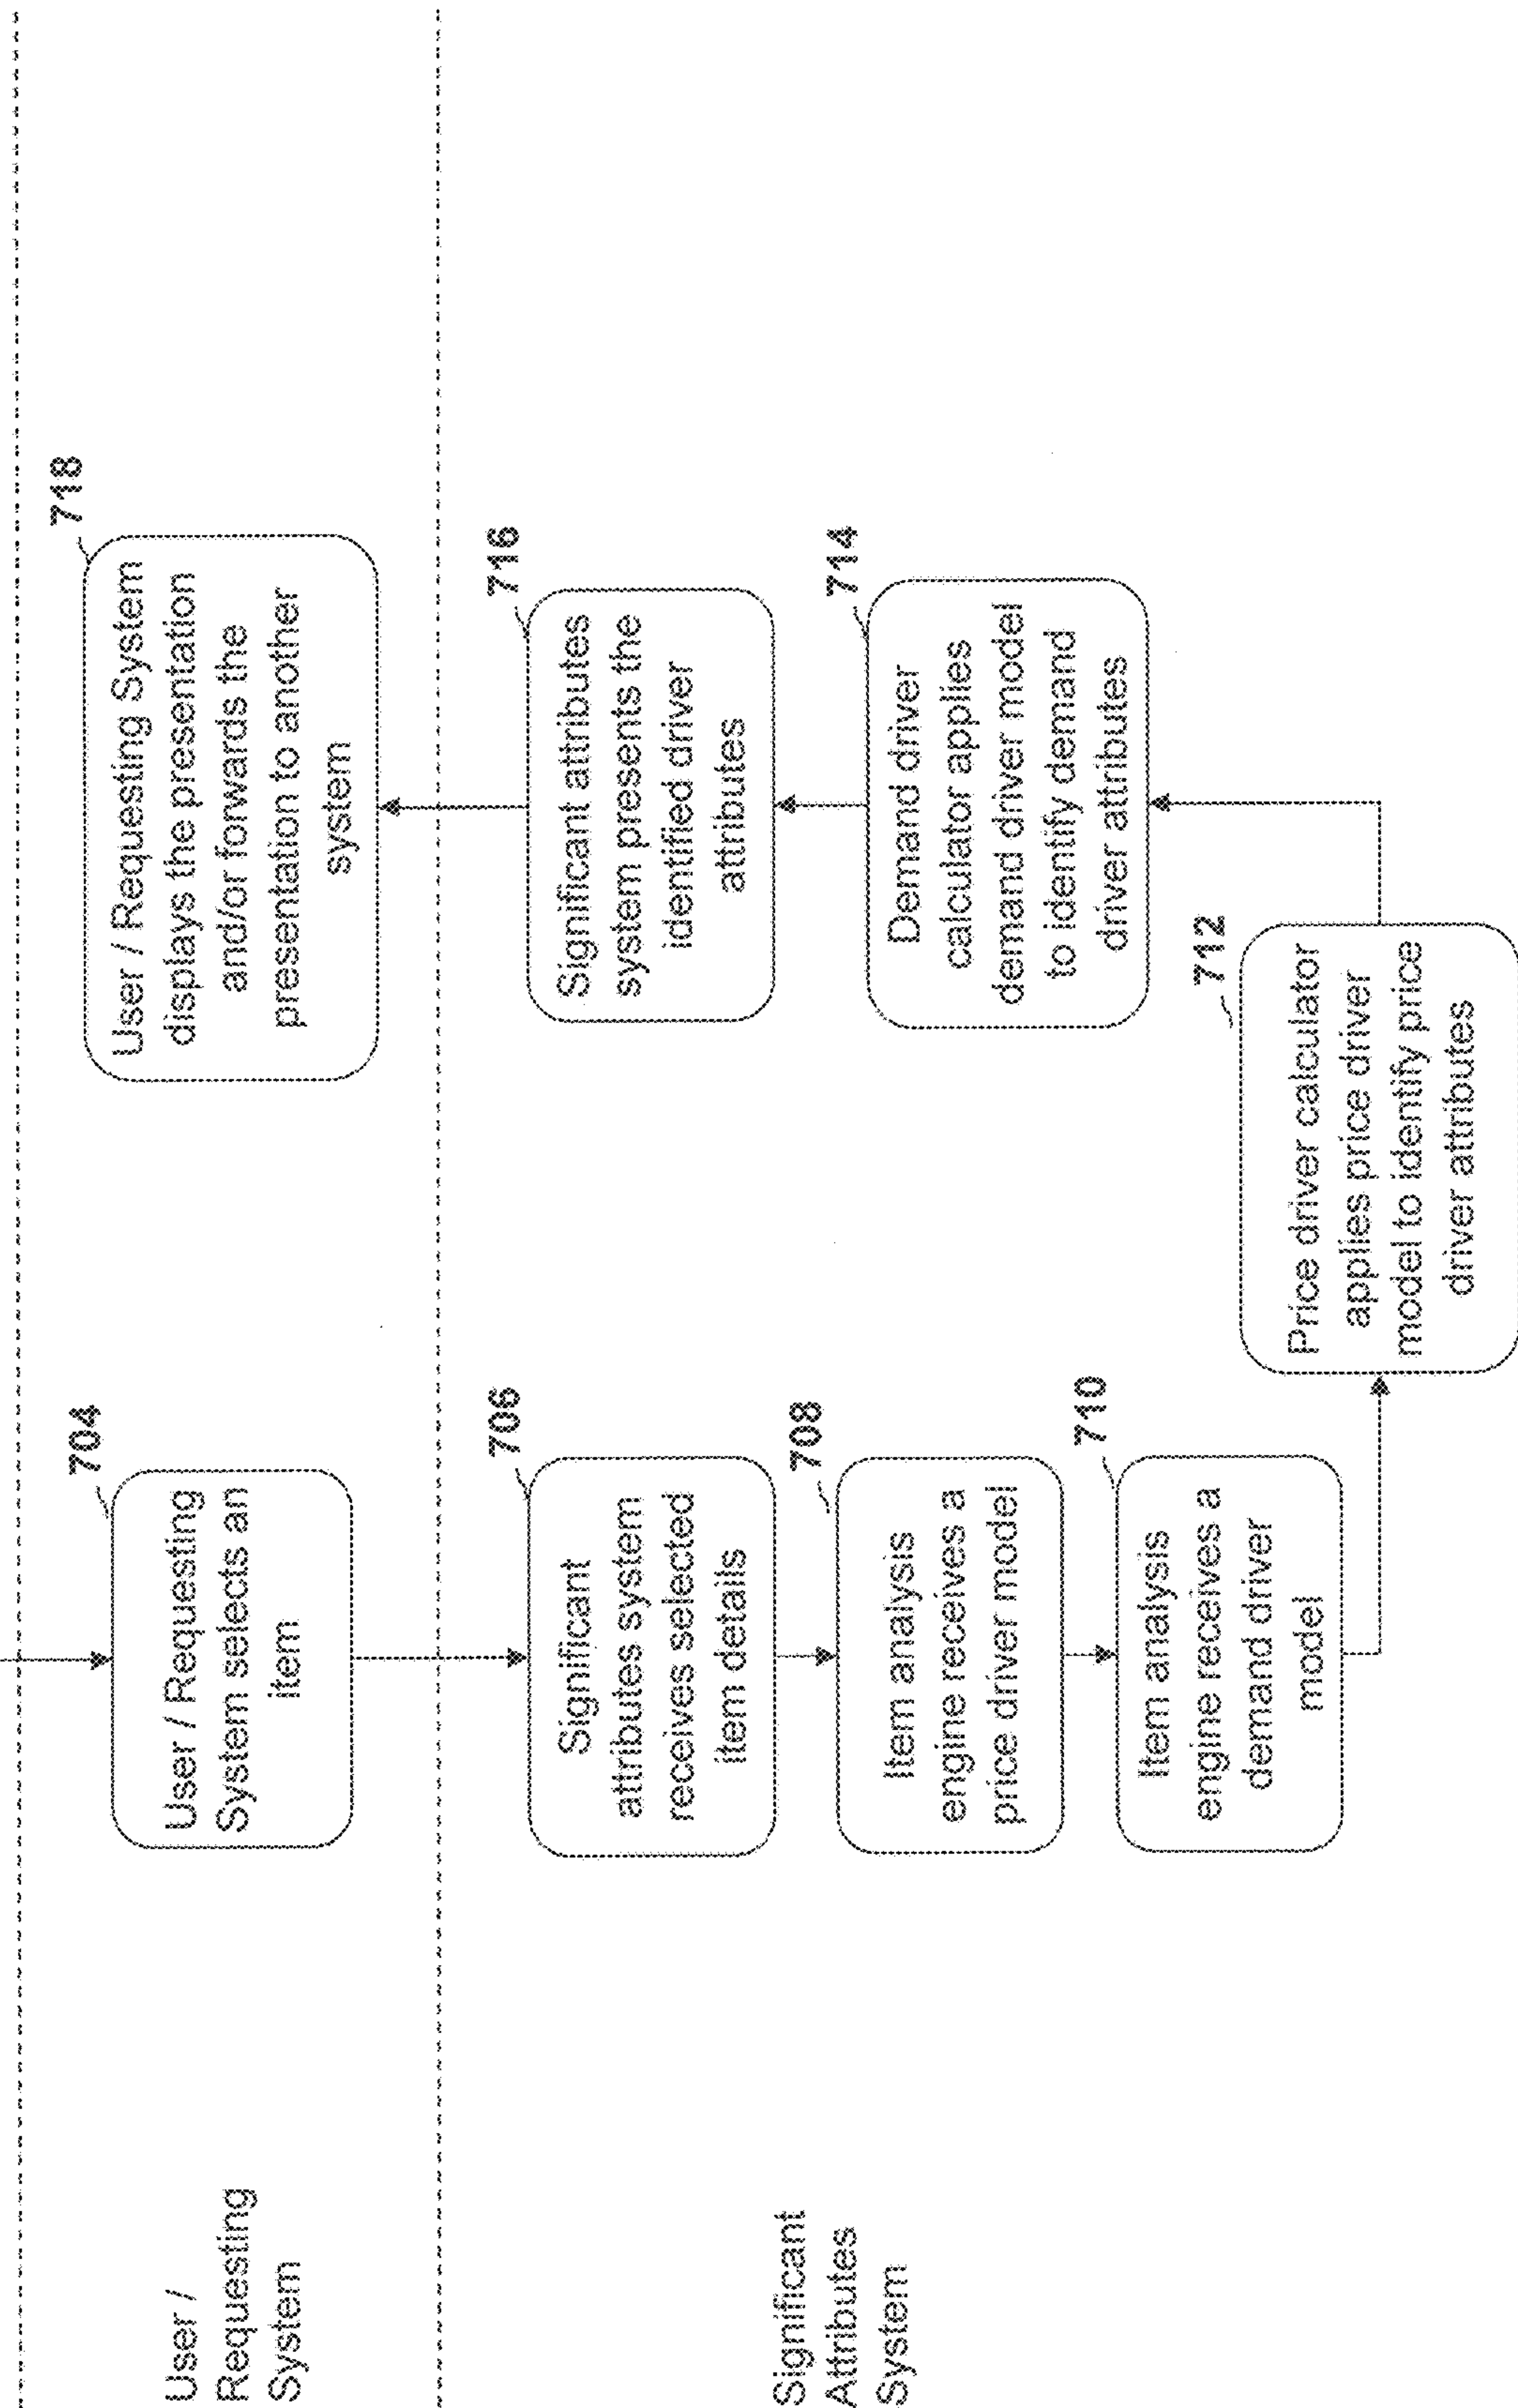 User /
Requesting
System
704
User / Requesting
System selects an
item
718
User / Requesting System
displays the presentation
and/or forwards the
presentation to another
system
Significant
Attributes
System
706
Significant
attributes system
receives selected
item details
708
Item analysis
engine receives a
price driver model
710
Item analysis
engine receives a
demand driver
model
712
Price driver calculator
applies price driver
model to identify price
driver attributes
714
Demand driver
calculator applies
demand driver model
to identify demand
driver attributes
716
Significant attributes
system presents the
identified driver
attributes